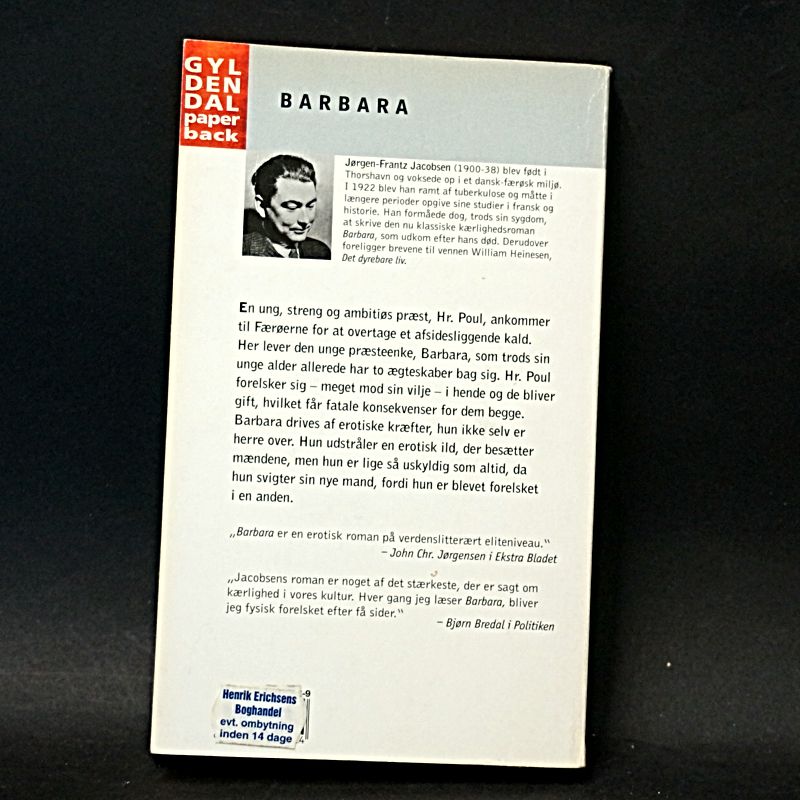 GYL
DEN
DAL
paper
back
BARBARA
Jørgen-Frantz Jacobsen (1900-38) blev født i
Thorshavn og voksede op i et dansk-færøsk miljø.
I 1922 blev han ramt af tuberkulose og måtte i
længere perioder opgive sine studier i fransk og
historie. Han formåede dog, trods sin sygdom,
at skrive den nu klassiske kærlighedsroman
Barbara, som udkom efter hans død. Derudover
foreligger brevene til vennen William Heinesen,
Det dyrebare liv.
En ung, streng og ambitiøs præst, Hr. Poul, ankommer
til Færøerne for at overtage et afsidesliggende kald.
Her lever den unge præsteenke, Barbara, som trods sin
unge alder allerede har to ægteskaber bag sig. Hr. Poul
forelsker sig – meget mod sin vilje – i hende og de bliver
gift, hvilket får fatale konsekvenser for dem begge.
Barbara drives af erotiske kræfter, hun ikke selv er
herre over. Hun udstråler en erotisk ild, der besætter
mændene, men hun er lige så uskyldig som altid, da
hun svigter sin nye mand, fordi hun er blevet forelsket
i en anden.
„Barbara er en erotisk roman på verdenslitterært eliteniveau.“
– John Chr. Jørgensen i Ekstra Bladet
„Jacobsens roman er noget af det stærkeste, der er sagt om
kærlighed i vores kultur. Hver gang jeg læser Barbara, bliver
jeg fysisk forelsket efter få sider.“
– Bjørn Bredal i Politiken
Henrik Erichsens
Boghandel
evt. ombytning
inden 14 dage